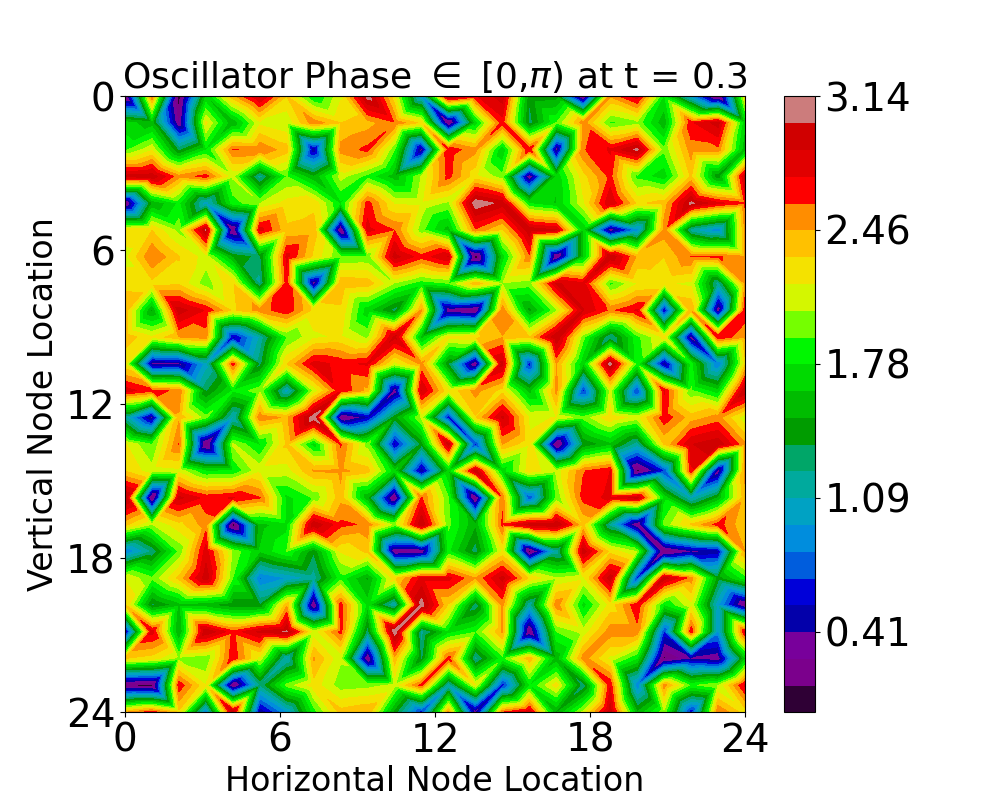 Oscillator Phase ∈ [0,π) at t = 0.3
Vertical Node Location
0
6
12
18
24
0 6 12 18 24
Horizontal Node Location
3.14
2.46
1.78
1.09
0.41